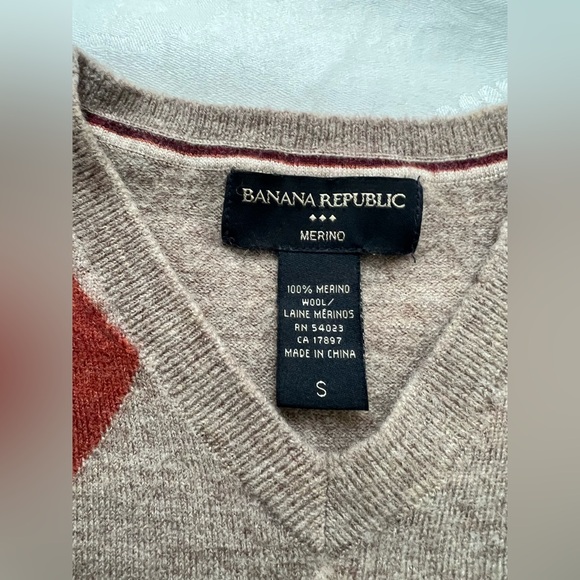 BANANA REPUBLIC
MERINO
100% MERINO
WOOL/
LAINE MÉRINOS
RN 54023
CA 17897
MADE IN CHINA
S